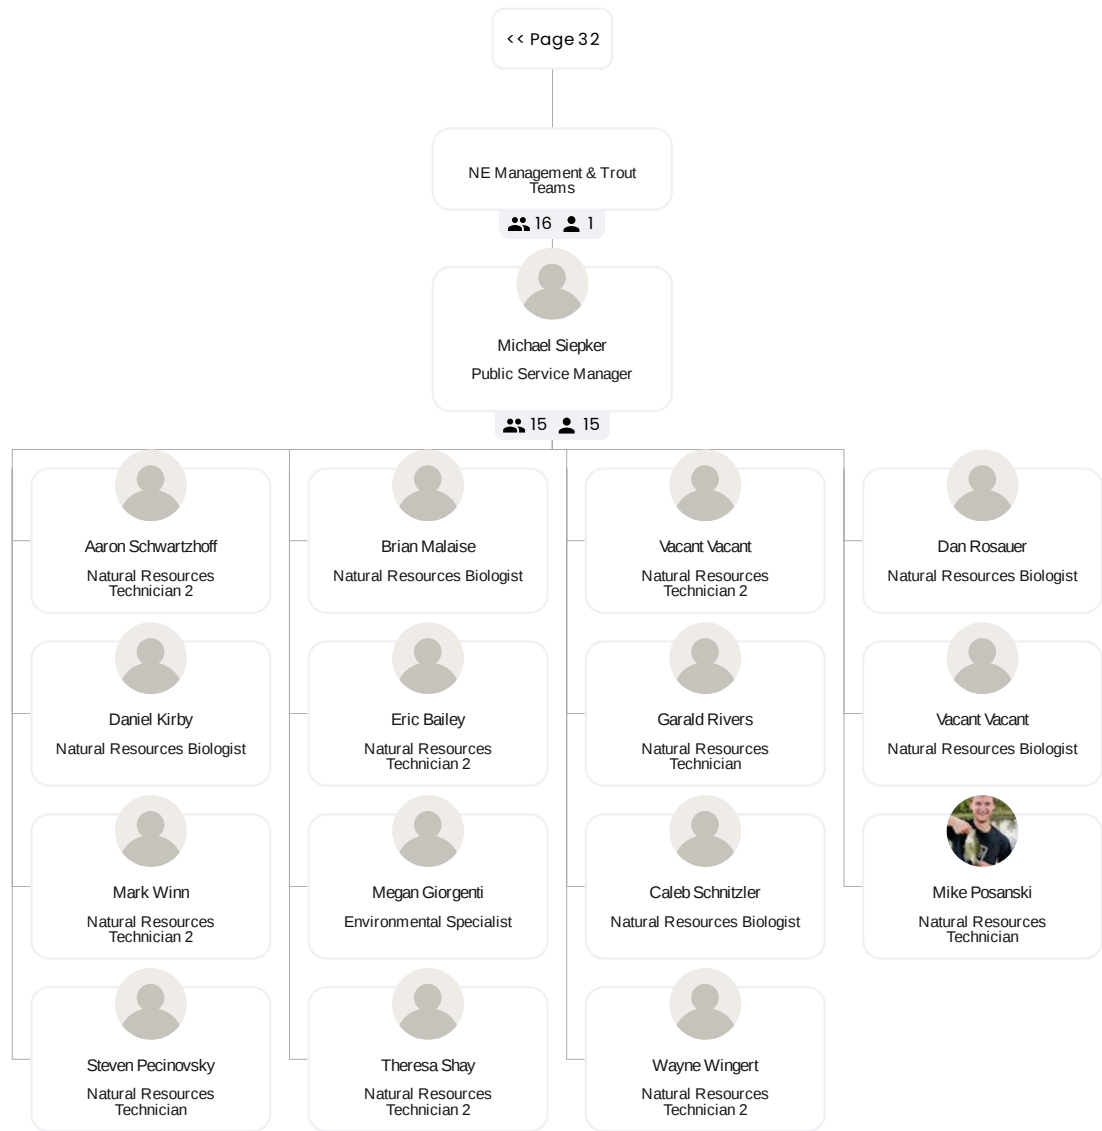 << Page 32
NE Management & Trout
Teams
16 1
Michael Siepker
Public Service Manager
15 15
Aaron Schwartzhoff
Natural Resources
Technician 2
Brian Malaise
Natural Resources Biologist
Vacant Vacant
Natural Resources
Technician 2
Dan Rosauer
Natural Resources Biologist
Daniel Kirby
Natural Resources Biologist
Eric Bailey
Natural Resources
Technician 2
Garald Rivers
Natural Resources
Technician
Vacant Vacant
Natural Resources Biologist
Mark Winn
Natural Resources
Technician 2
Megan Giorgenti
Environmental Specialist
Caleb Schnitzler
Natural Resources Biologist
Mike Posanski
Natural Resources
Technician
Steven Pecinovsky
Natural Resources
Technician
Theresa Shay
Natural Resources
Technician 2
Wayne Wingert
Natural Resources
Technician 2